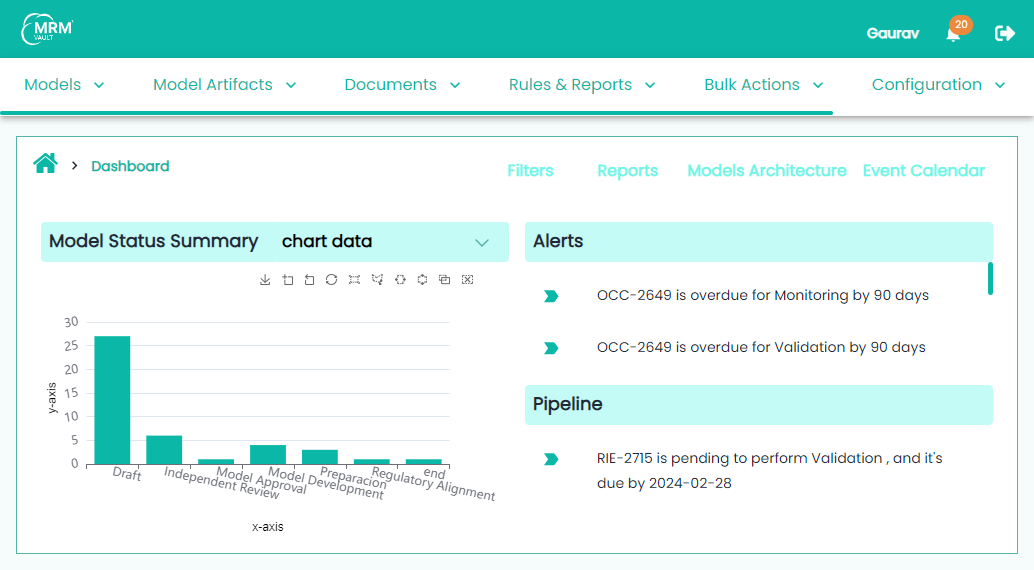 MRM
VAULT
Gaurav
20
Models
Model Artifacts
Documents
Rules & Reports
Bulk Actions
Configuration
Dashboard
Filters
Reports
Models Architecture
Event Calendar
Model Status Summary
chart data
30
25
20
15
10
5
0
y-axis
Draft
Independent Review
Model Approval
Model Development
Preparacion
Regulatory Alignment
end
x-axis
Alerts
OCC-2649 is overdue for Monitoring by 90 days
OCC-2649 is overdue for Validation by 90 days
Pipeline
RIE-2715 is pending to perform Validation , and it's
due by 2024-02-28